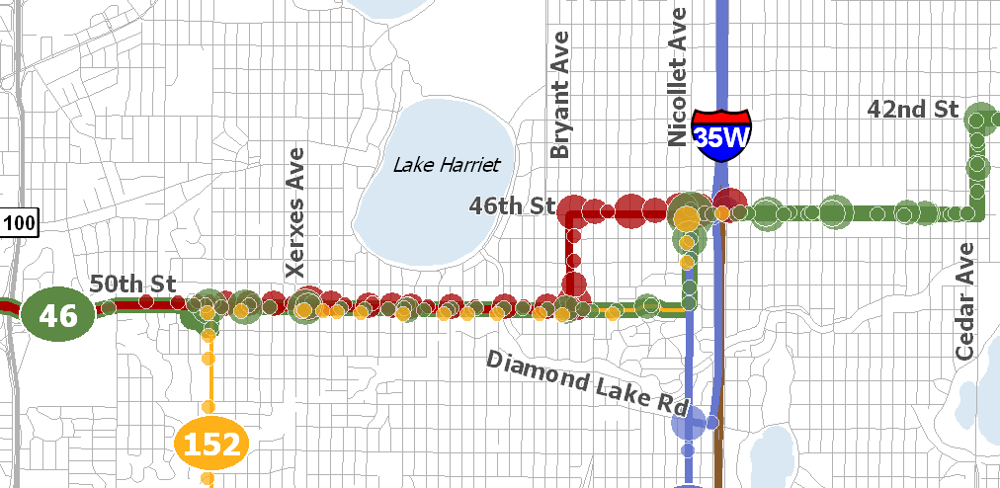 Bryant Ave
Nicollet Ave
42nd St
35W
Lake Harriet
Xerxes Ave
46th St
100
50th St
46
Cedar Ave
Diamond Lake Rd
152